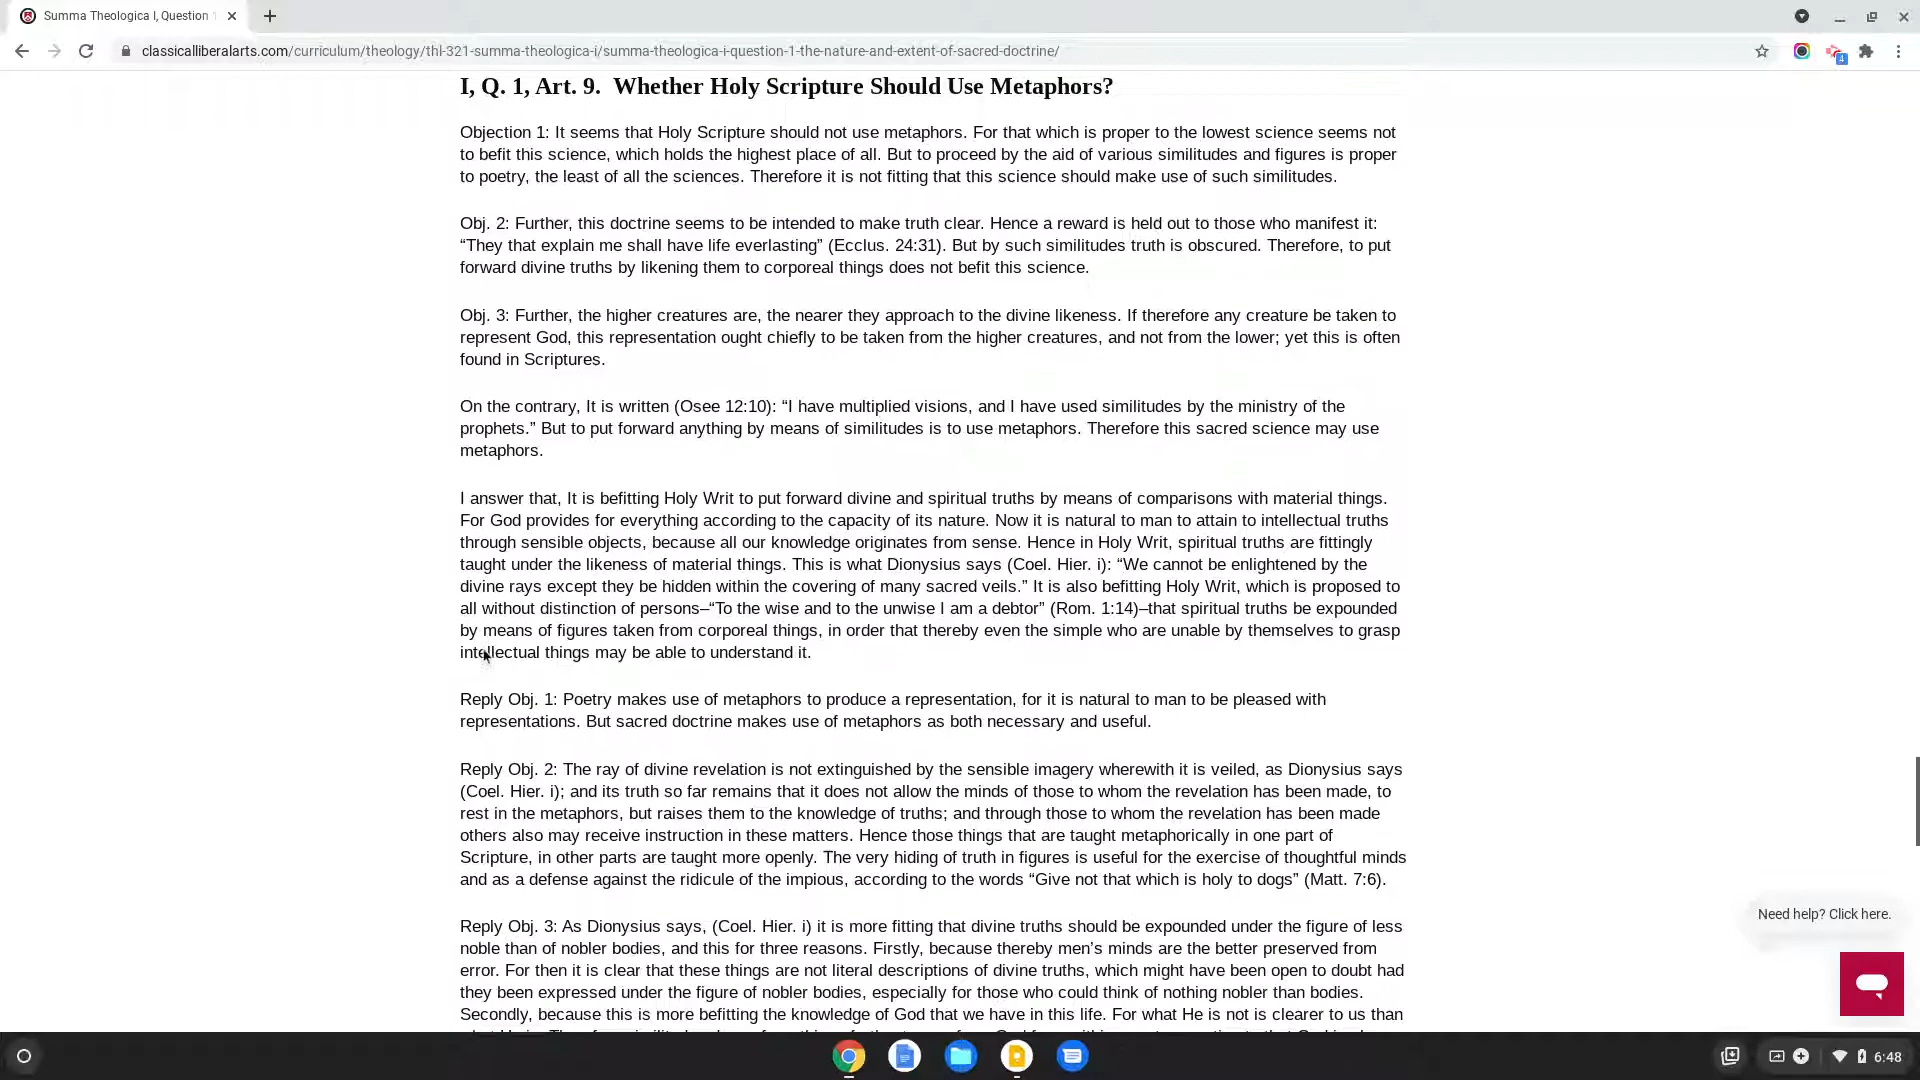 Summa Theologica I, Question 1
classicalliberalarts.com/curriculum/theology/thl-321-summa-theologica-i/summa-theologica-i-question-1-the-nature-and-extent-of-sacred-doctrine/
4
I, Q. 1, Art. 9.  Whether Holy Scripture Should Use Metaphors?
Objection 1: It seems that Holy Scripture should not use metaphors. For that which is proper to the lowest science seems not
to befit this science, which holds the highest place of all. But to proceed by the aid of various similitudes and figures is proper
to poetry, the least of all the sciences. Therefore it is not fitting that this science should make use of such similitudes.
Obj. 2: Further, this doctrine seems to be intended to make truth clear. Hence a reward is held out to those who manifest it:
“They that explain me shall have life everlasting” (Ecclus. 24:31). But by such similitudes truth is obscured. Therefore, to put
forward divine truths by likening them to corporeal things does not befit this science.
Obj. 3: Further, the higher creatures are, the nearer they approach to the divine likeness. If therefore any creature be taken to
represent God, this representation ought chiefly to be taken from the higher creatures, and not from the lower; yet this is often
found in Scriptures.
On the contrary, It is written (Osee 12:10): “I have multiplied visions, and I have used similitudes by the ministry of the
prophets.” But to put forward anything by means of similitudes is to use metaphors. Therefore this sacred science may use
metaphors.
I answer that, It is befitting Holy Writ to put forward divine and spiritual truths by means of comparisons with material things.
For God provides for everything according to the capacity of its nature. Now it is natural to man to attain to intellectual truths
through sensible objects, because all our knowledge originates from sense. Hence in Holy Writ, spiritual truths are fittingly
taught under the likeness of material things. This is what Dionysius says (Coel. Hier. i): “We cannot be enlightened by the
divine rays except they be hidden within the covering of many sacred veils.” It is also befitting Holy Writ, which is proposed to
all without distinction of persons–“To the wise and to the unwise I am a debtor” (Rom. 1:14)–that spiritual truths be expounded
by means of figures taken from corporeal things, in order that thereby even the simple who are unable by themselves to grasp
intellectual things may be able to understand it.
Reply Obj. 1: Poetry makes use of metaphors to produce a representation, for it is natural to man to be pleased with
representations. But sacred doctrine makes use of metaphors as both necessary and useful.
Reply Obj. 2: The ray of divine revelation is not extinguished by the sensible imagery wherewith it is veiled, as Dionysius says
(Coel. Hier. i); and its truth so far remains that it does not allow the minds of those to whom the revelation has been made, to
rest in the metaphors, but raises them to the knowledge of truths; and through those to whom the revelation has been made
others also may receive instruction in these matters. Hence those things that are taught metaphorically in one part of
Scripture, in other parts are taught more openly. The very hiding of truth in figures is useful for the exercise of thoughtful minds
and as a defense against the ridicule of the impious, according to the words “Give not that which is holy to dogs” (Matt. 7:6).
Reply Obj. 3: As Dionysius says, (Coel. Hier. i) it is more fitting that divine truths should be expounded under the figure of less
noble than of nobler bodies, and this for three reasons. Firstly, because thereby men’s minds are the better preserved from
error. For then it is clear that these things are not literal descriptions of divine truths, which might have been open to doubt had
they been expressed under the figure of nobler bodies, especially for those who could think of nothing nobler than bodies.
Secondly, because this is more befitting the knowledge of God that we have in this life. For what He is not is clearer to us than
Need help? Click here.
6:48